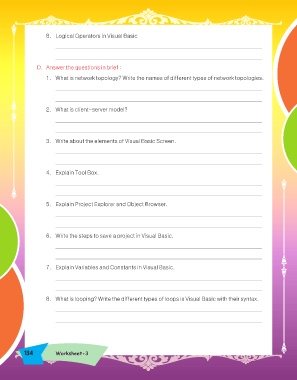 8. Logical Operators in Visual Basic.
D. Answer the questions in brief :
1. What is network topology? Write the names of different types of network topologies.
2. What is client-server model?
3. Write about the elements of Visual Basic Screen.
4. Explain Tool Box.
5. Explain Project Explorer and Object Browser.
6. Write the steps to save a project in Visual Basic.
7. Explain Variables and Constants in Visual Basic.
8. What is looping? Write the different types of loops is Visual Basic with their syntax.
134 Worksheet-3